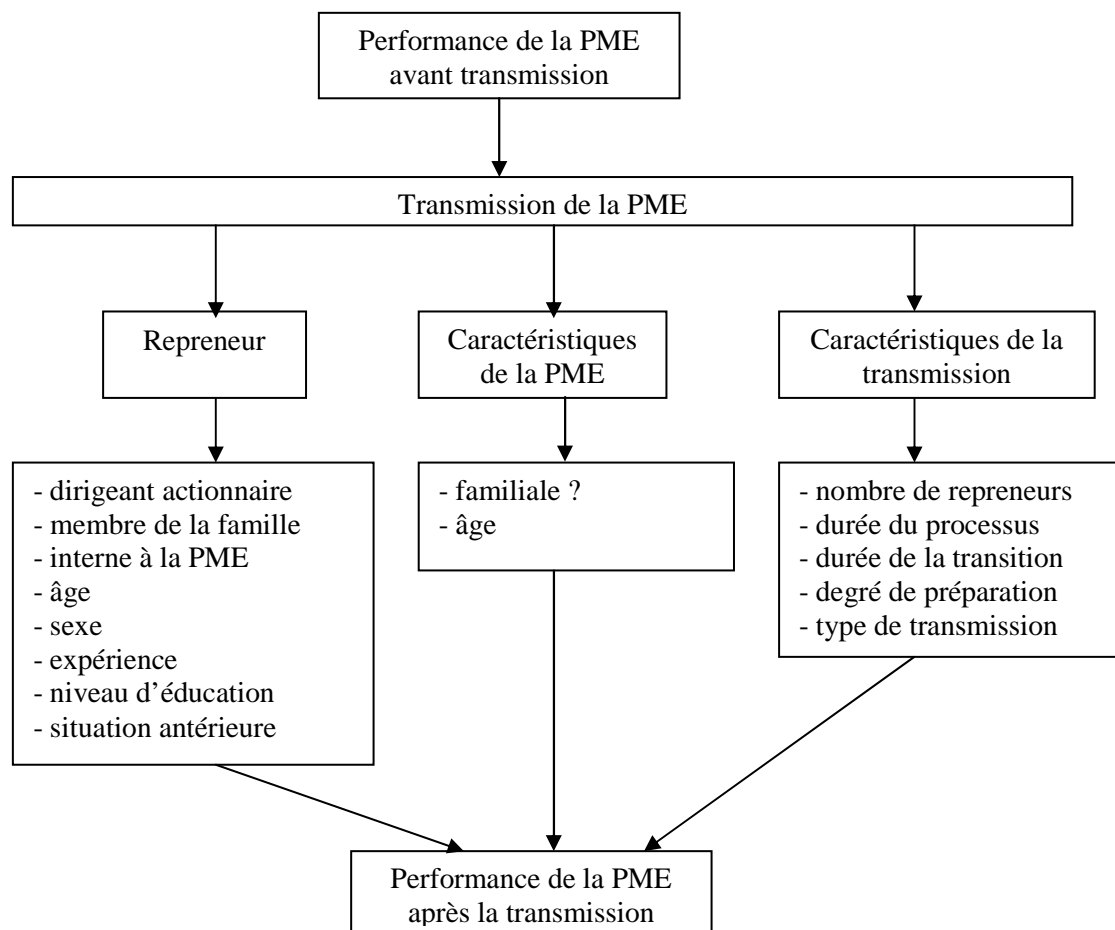 Performance de la PME
avant transmission
Transmission de la PME
Repreneur
Caractéristiques
de la PME
Caractéristiques de la
transmission
- dirigeant actionnaire
- membre de la famille
- interne à la PME
- âge
- sexe
- expérience
- niveau d’éducation
- situation antérieure
- familiale ?
- âge
- nombre de repreneurs
- durée du processus
- durée de la transition
- degré de préparation
- type de transmission
Performance de la PME
après la transmission